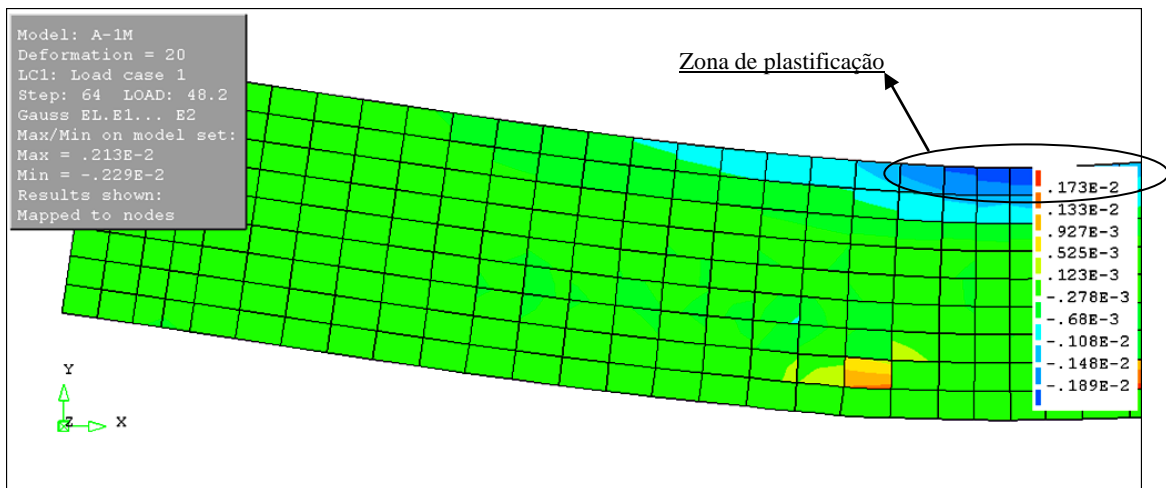 Model: A-1M
Deformation = 20
LC1: Load case 1
Step: 64 LOAD: 48.2
Gauss EL.E1... E2
Max/Min on model set:
Max = .213E-2
Min = -.229E-2
Results shown:
Mapped to nodes
Zona de plastificação
.173E-2
.133E-2
.927E-3
.525E-3
.123E-3
-.278E-3
-.68E-3
-.108E-2
-.148E-2
-.189E-2
Y
Z
X